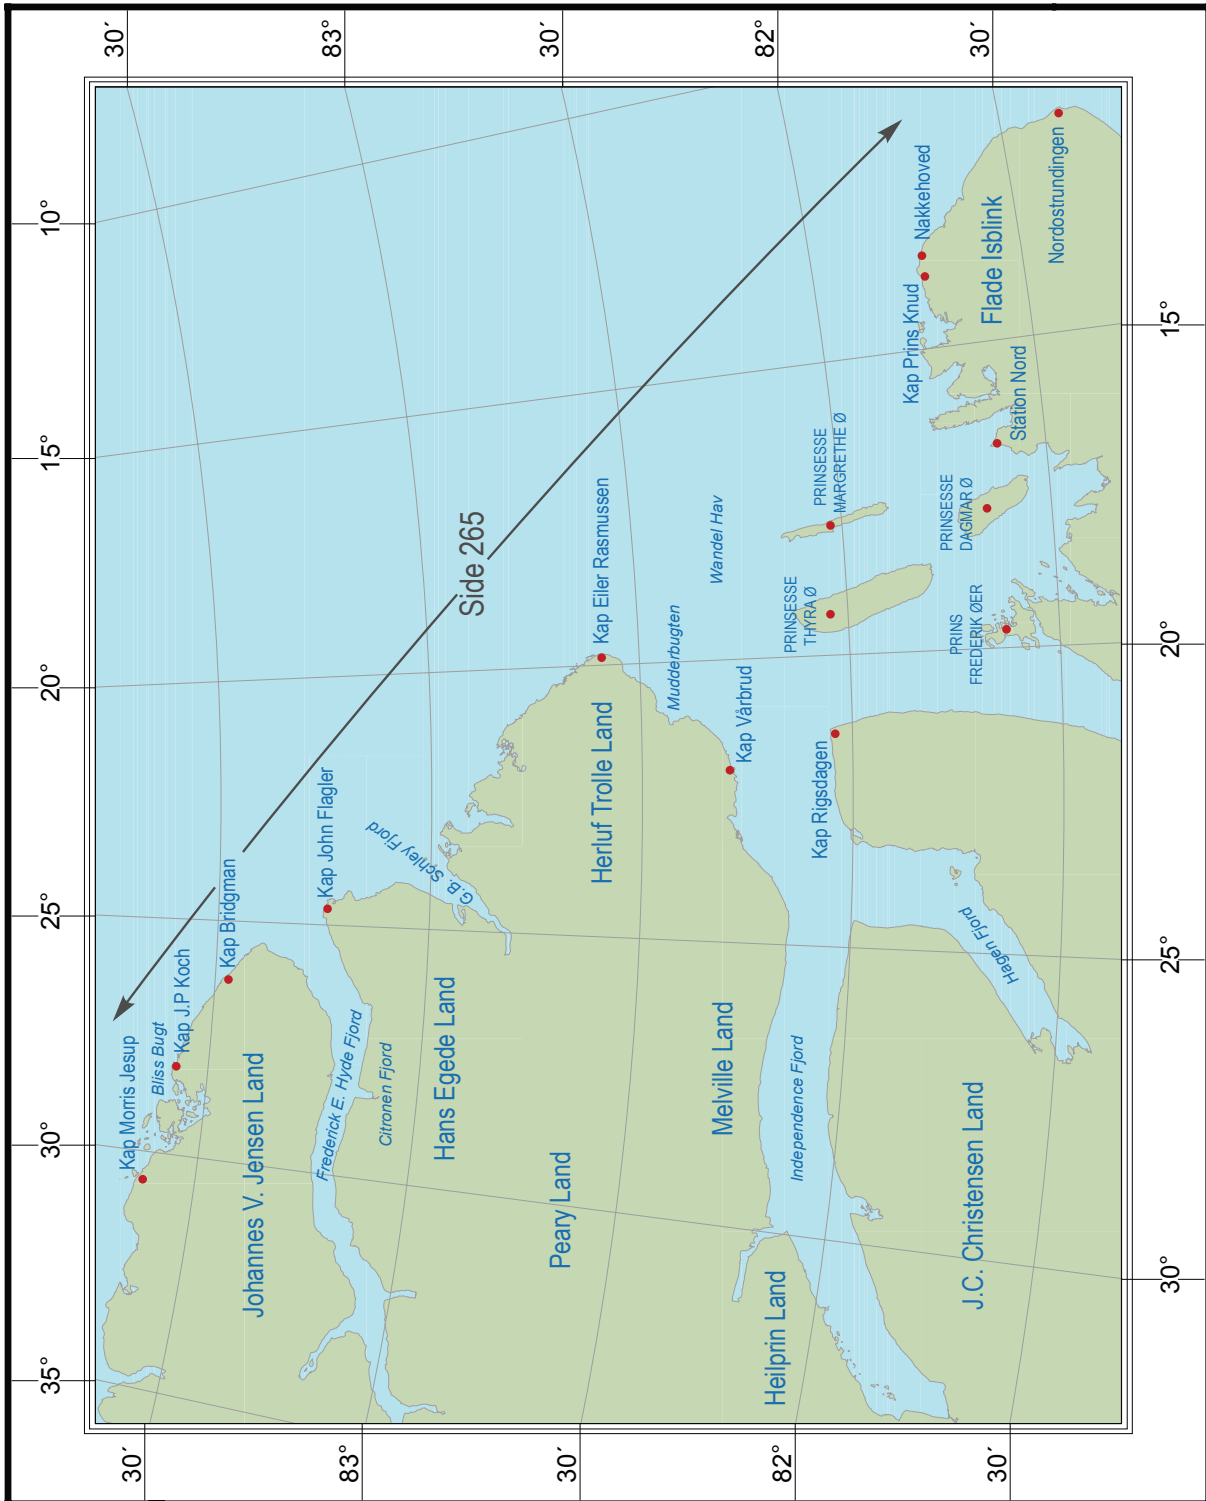 35°
30°
25°
20°
15°
10°
30´
83°
30´
82°
30´
30´
83°
30´
82°
30´
30°
25°
20°
15°
Kap Morris Jesup
Bliss Bugt
Kap J.P Koch
Kap Bridgman
Johannes V. Jensen Land
Frederick E. Hyde Fjord
Citronen Fjord
Kap John Flagler
G.B. Schley Fjord
Hans Egede Land
Side 265
Peary Land
Herluf Trolle Land
Kap Eiler Rasmussen
Mudderbugten
Wandel Hav
Melville Land
Kap Vårbrud
Heilprin Land
Independence Fjord
Kap Rigsdagen
PRINSESSE
THYRA Ø
PRINSESSE
MARGRETHE Ø
Kap Prins Knud
Nakkehoved
J.C. Christensen Land
Hagen Fjord
PRINS
FREDERIK ØER
PRINSESSE
DAGMAR Ø
Station Nord
Flade Isblink
Nordostrundingen